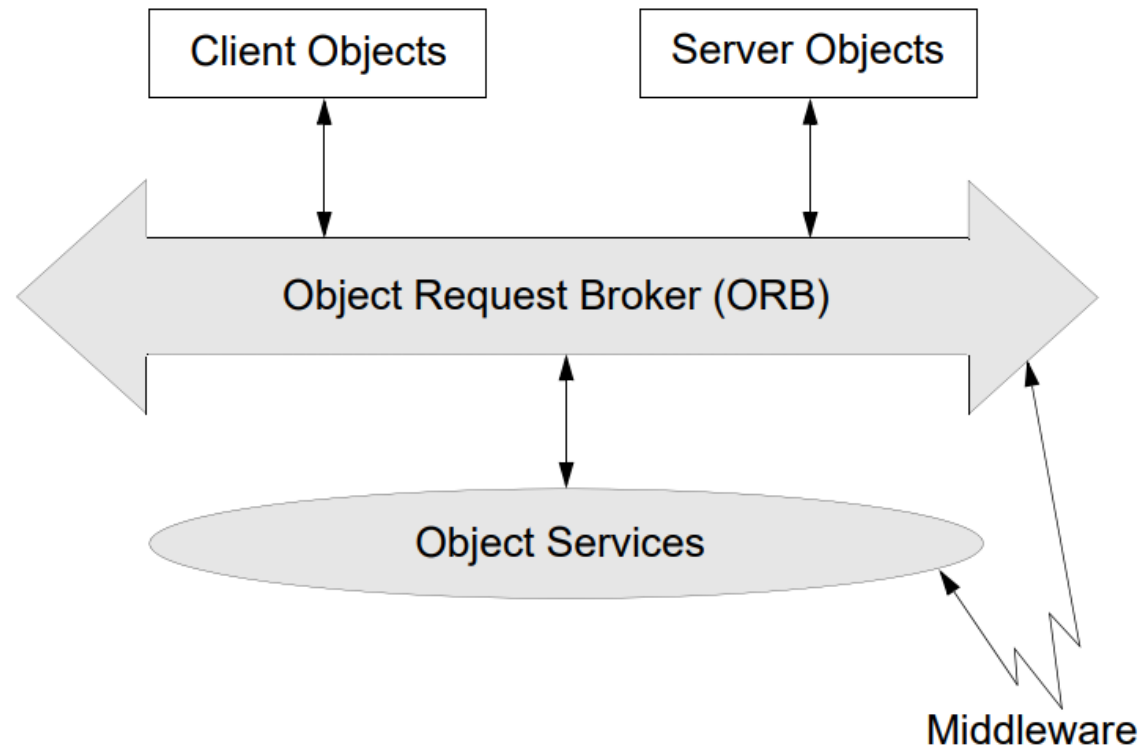 Client Objects
Server Objects
Object Request Broker (ORB)
Object Services
Middleware